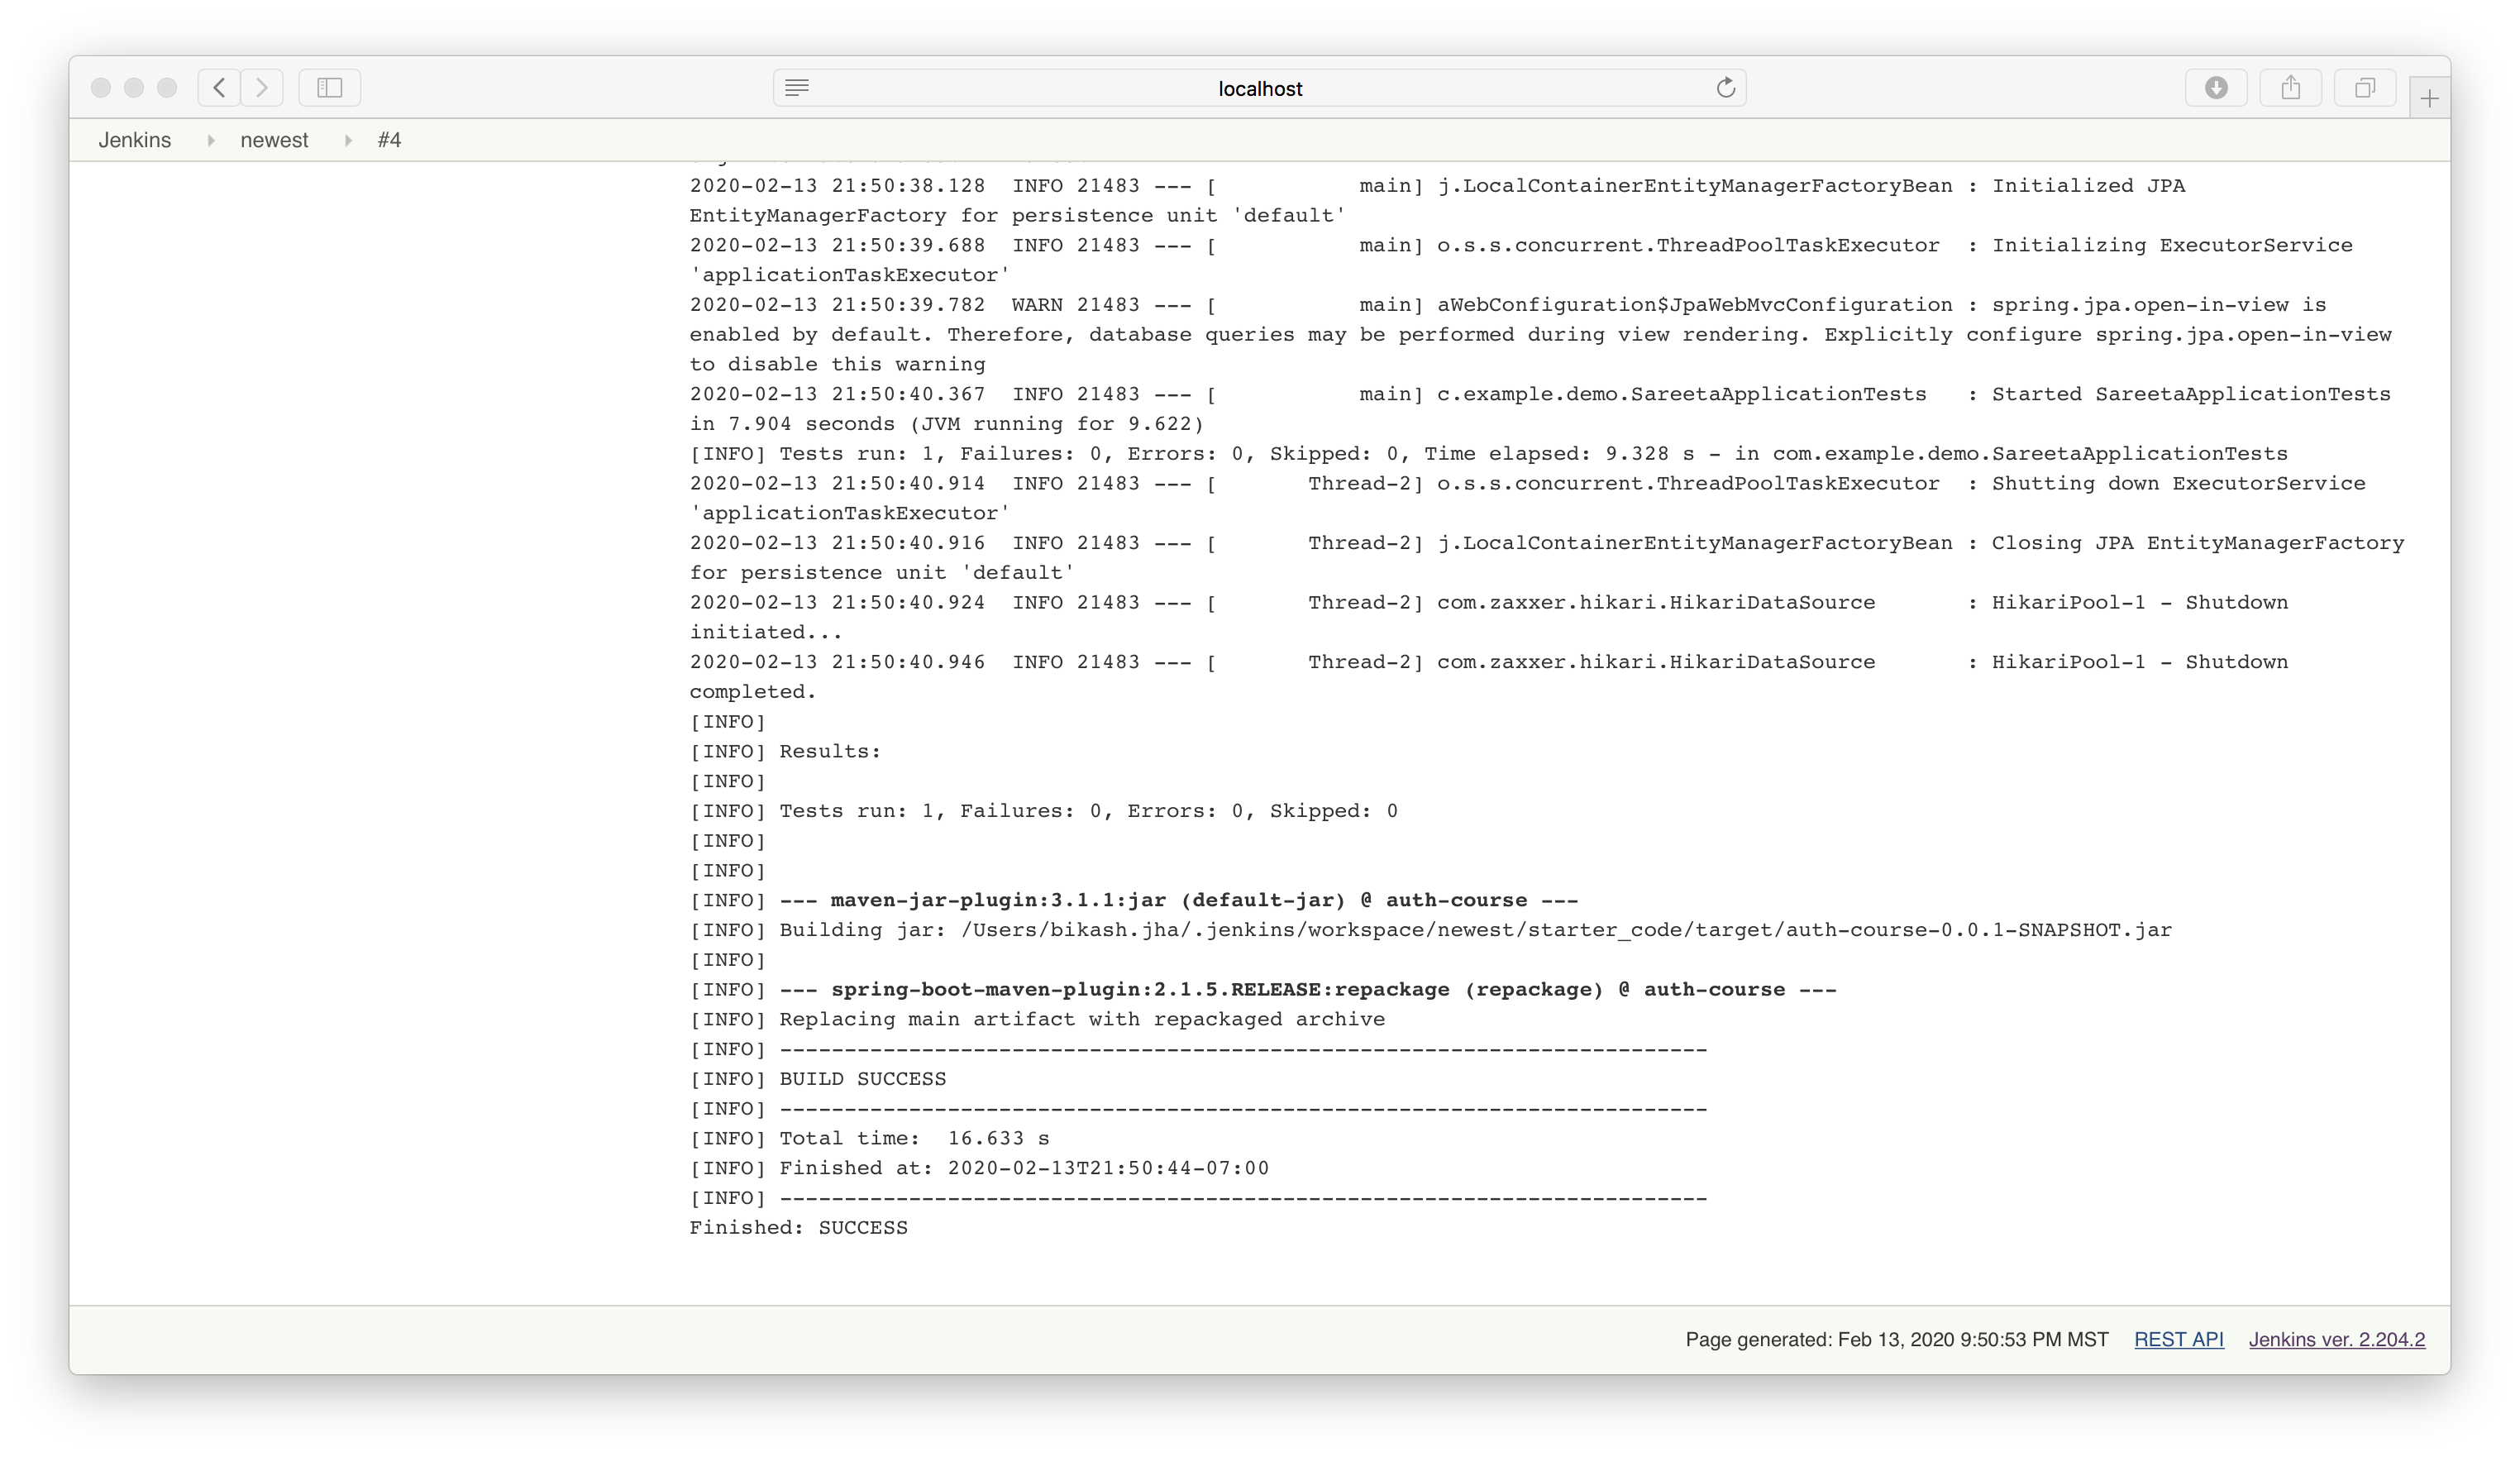 localhost
Jenkins newest #4
2020-02-13 21:50:38.128  INFO 21483 --- [           main] j.LocalContainerEntityManagerFactoryBean : Initialized JPA
EntityManagerFactory for persistence unit 'default'
2020-02-13 21:50:39.688  INFO 21483 --- [           main] o.s.s.concurrent.ThreadPoolTaskExecutor  : Initializing ExecutorService
'applicationTaskExecutor'
2020-02-13 21:50:39.782  WARN 21483 --- [           main] aWebConfiguration$JpaWebMvcConfiguration : spring.jpa.open-in-view is
enabled by default. Therefore, database queries may be performed during view rendering. Explicitly configure spring.jpa.open-in-view
to disable this warning
2020-02-13 21:50:40.367  INFO 21483 --- [           main] c.example.demo.SareetaApplicationTests   : Started SareetaApplicationTests
in 7.904 seconds (JVM running for 9.622)
[INFO] Tests run: 1, Failures: 0, Errors: 0, Skipped: 0, Time elapsed: 9.328 s - in com.example.demo.SareetaApplicationTests
2020-02-13 21:50:40.914  INFO 21483 --- [       Thread-2] o.s.s.concurrent.ThreadPoolTaskExecutor  : Shutting down ExecutorService
'applicationTaskExecutor'
2020-02-13 21:50:40.916  INFO 21483 --- [       Thread-2] j.LocalContainerEntityManagerFactoryBean : Closing JPA EntityManagerFactory
for persistence unit 'default'
2020-02-13 21:50:40.924  INFO 21483 --- [       Thread-2] com.zaxxer.hikari.HikariDataSource       : HikariPool-1 - Shutdown
initiated...
2020-02-13 21:50:40.946  INFO 21483 --- [       Thread-2] com.zaxxer.hikari.HikariDataSource       : HikariPool-1 - Shutdown
completed.
[INFO]
[INFO] Results:
[INFO]
[INFO] Tests run: 1, Failures: 0, Errors: 0, Skipped: 0
[INFO]
[INFO]
[INFO] --- maven-jar-plugin:3.1.1:jar (default-jar) @ auth-course ---
[INFO] Building jar: /Users/bikash.jha/.jenkins/workspace/newest/starter_code/target/auth-course-0.0.1-SNAPSHOT.jar
[INFO]
[INFO] --- spring-boot-maven-plugin:2.1.5.RELEASE:repackage (repackage) @ auth-course ---
[INFO] Replacing main artifact with repackaged archive
[INFO] ------------------------------------------------------------------------
[INFO] BUILD SUCCESS
[INFO] ------------------------------------------------------------------------
[INFO] Total time:  16.633 s
[INFO] Finished at: 2020-02-13T21:50:44-07:00
[INFO] ------------------------------------------------------------------------
Finished: SUCCESS
Page generated: Feb 13, 2020 9:50:53 PM MST REST API Jenkins ver. 2.204.2